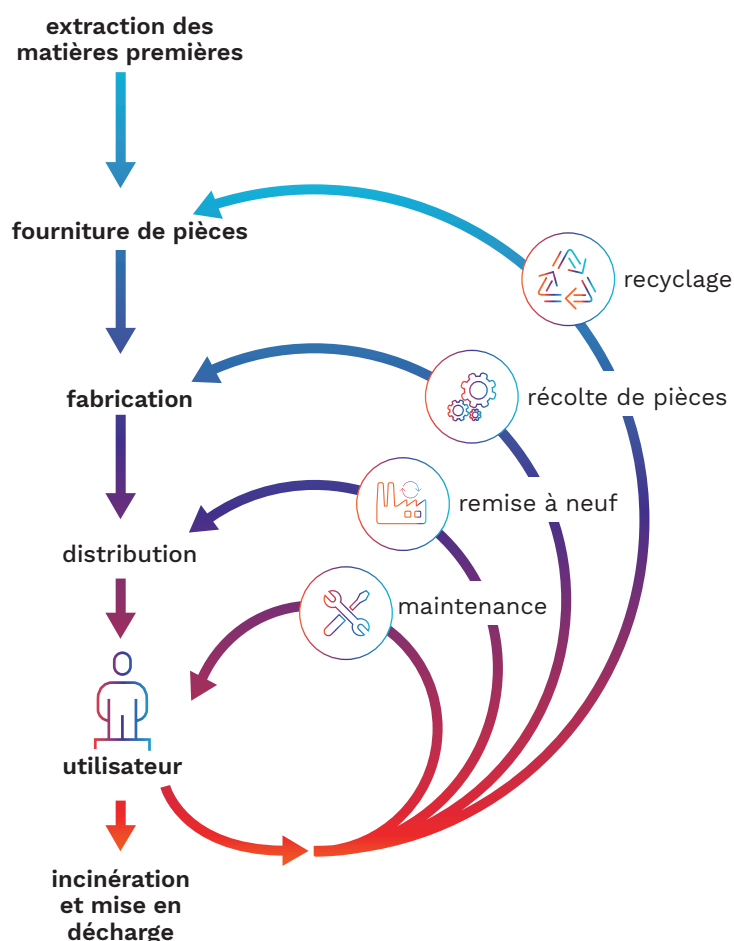 extraction des
matières premières
fourniture de pièces
recyclage
fabrication
récolte de pièces
remise à neuf
distribution
maintenance
utilisateur
incinération
et mise en
décharge